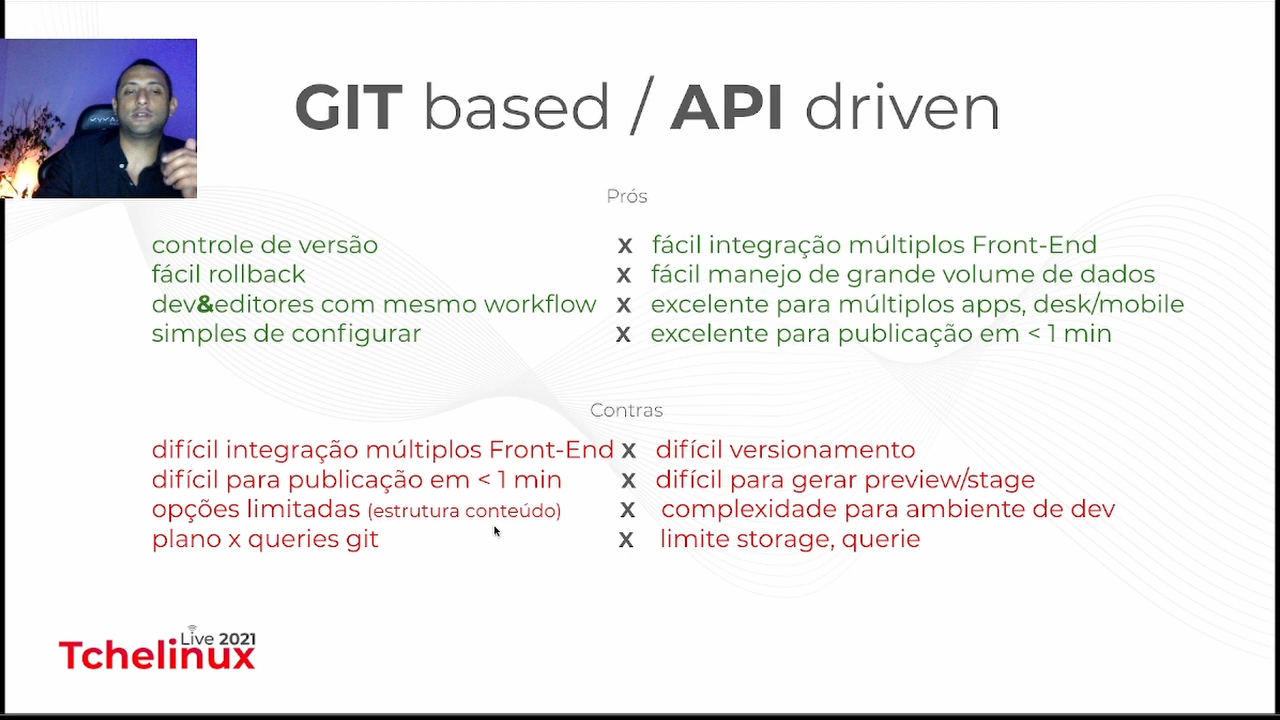 GIT based / API driven
Prós
controle de versão x fácil integração múltiplos Front-End
fácil rollback x fácil manejo de grande volume de dados
dev&editores com mesmo workflow x excelente para múltiplos apps, desk/mobile
simples de configurar x excelente para publicação em < 1 min
Contras
difícil integração múltiplos Front-End x difícil versionamento
difícil para publicação em < 1 min x difícil para gerar preview/stage
opções limitadas (estrutura conteúdo) x complexidade para ambiente de dev
plano x queries git x limite storage, querie
Live 2021
Tchelinux